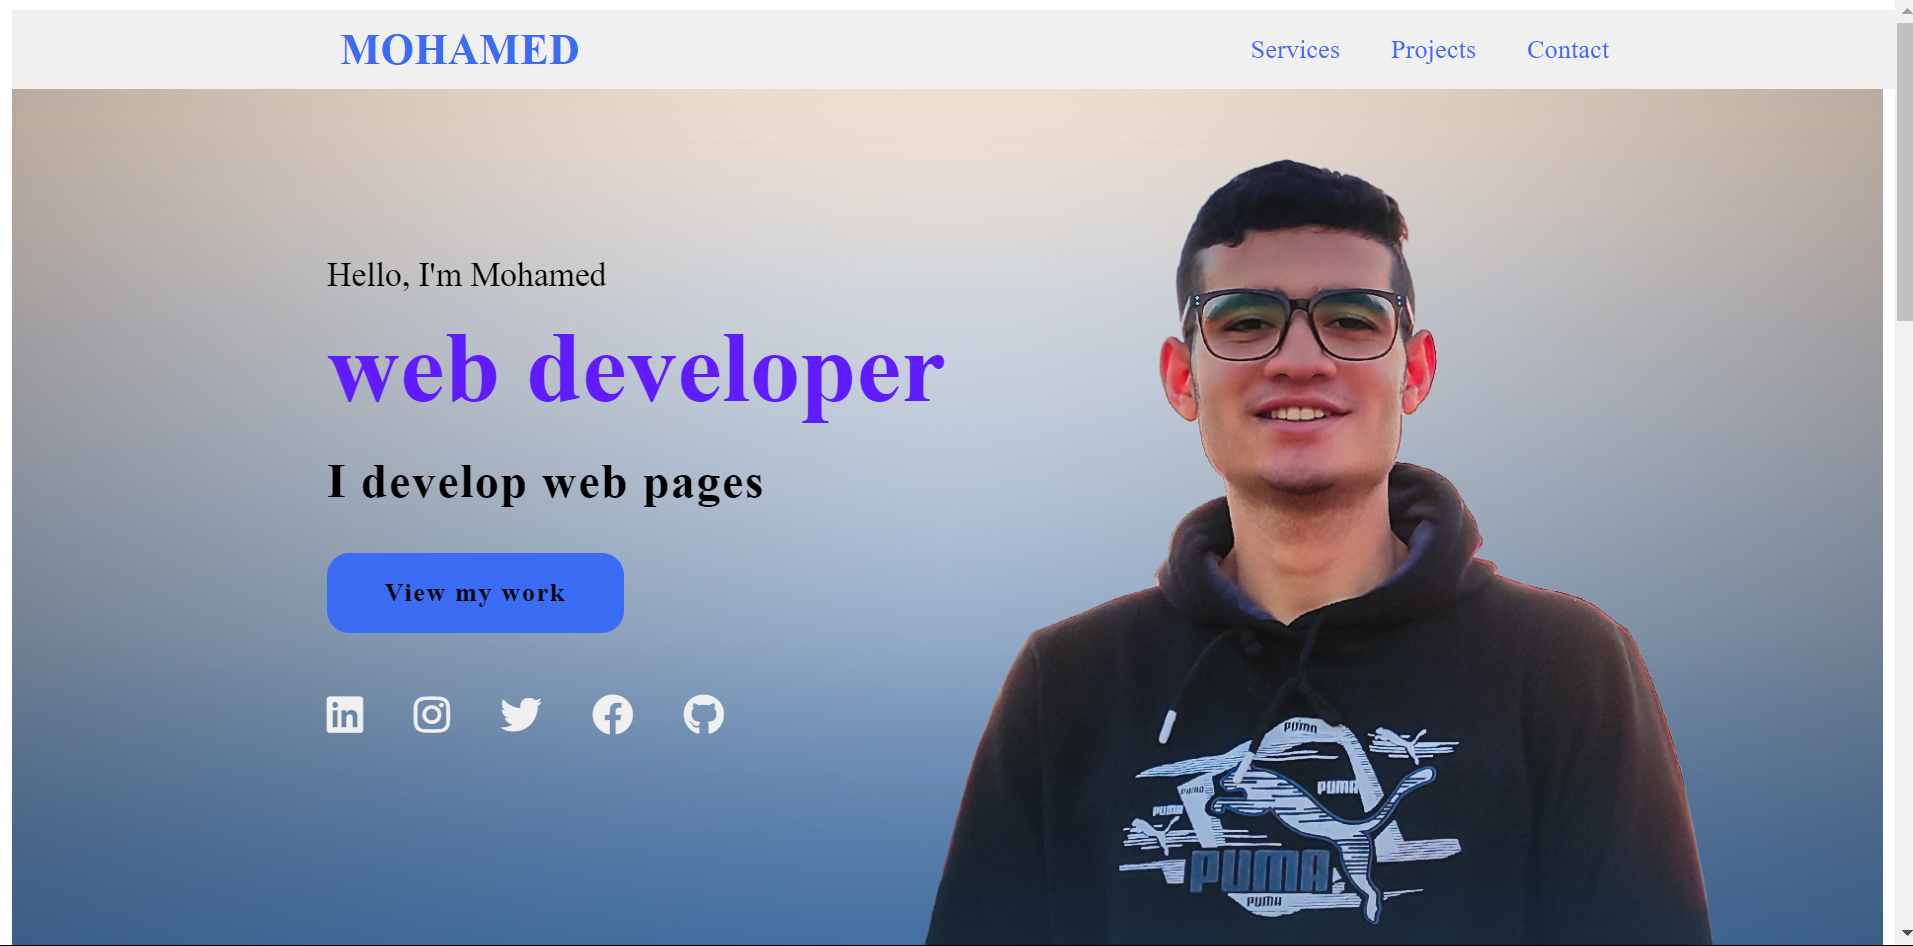 MOHAMED
Services Projects Contact
Hello, I'm Mohamed
web developer
I develop web pages
View my work
in
PUMA
PUMA
PUMA
PUMA
PUMA
PUMA